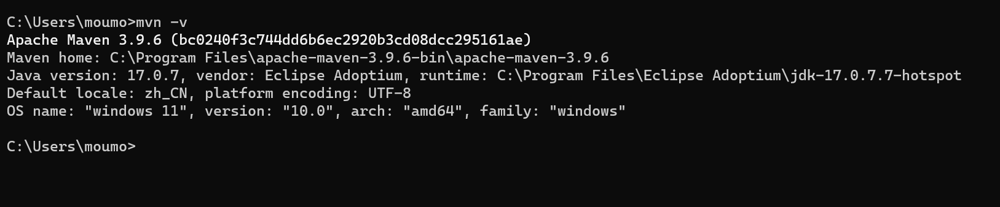 C:\Users\moumo>mvn -v
Apache Maven 3.9.6 (bc0240f3c744dd6b6ec2920b3cd08dcc295161ae)
Maven home: C:\Program Files\apache-maven-3.9.6-bin\apache-maven-3.9.6
Java version: 17.0.7, vendor: Eclipse Adoptium, runtime: C:\Program Files\Eclipse Adoptium\jdk-17.0.7.7-hotspot
Default locale: zh_CN, platform encoding: UTF-8
OS name: "windows 11", version: "10.0", arch: "amd64", family: "windows"
C:\Users\moumo>